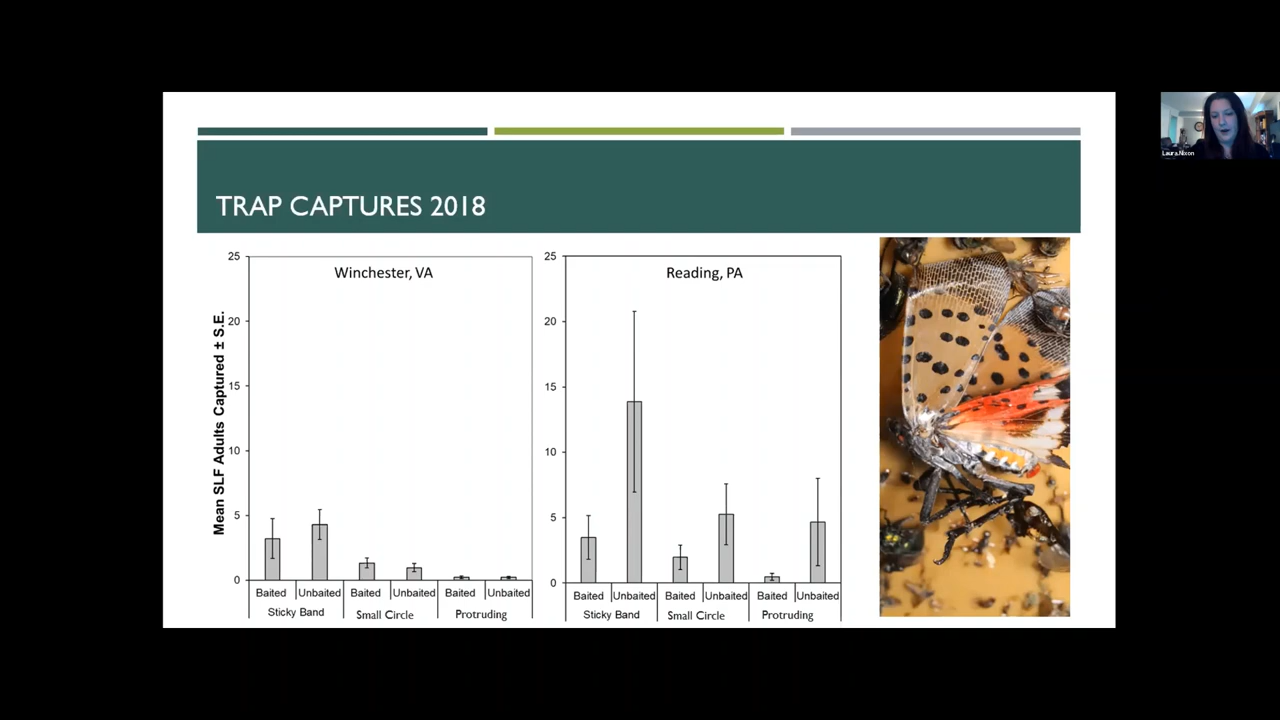 TRAP CAPTURES 2018
Mean SLF Adults Captured ± S.E.
Winchester, VA
25
20
15
10
5
0
Baited Unbaited Baited Unbaited Baited Unbaited
Sticky Band Small Circle Protruding
Reading, PA
25
20
15
10
5
0
Baited Unbaited Baited Unbaited Baited Unbaited
Sticky Band Small Circle Protruding
Laura.Nixon